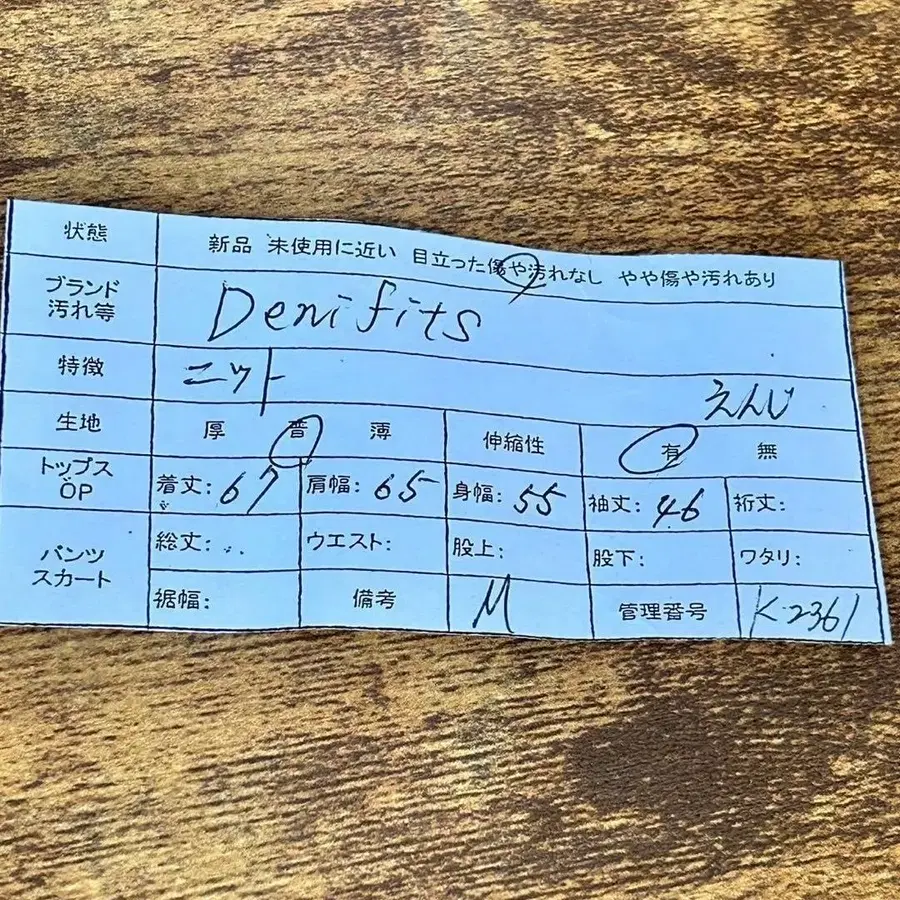 状態 新品 未使用に近い 目立った傷や汚れなし やや傷や汚れあり
ブランド
汚れ等
Denifits
特徴 ニット えんじ
生地 厚 普 薄 伸縮性 有 無
トップス
OP
着丈: 67 肩幅: 65 身幅: 55 袖丈: 46 裄丈:
パンツ
スカート
総丈: ウエスト: 股上: 股下: ワタリ:
裾幅: 備考 M 管理番号 K-2361